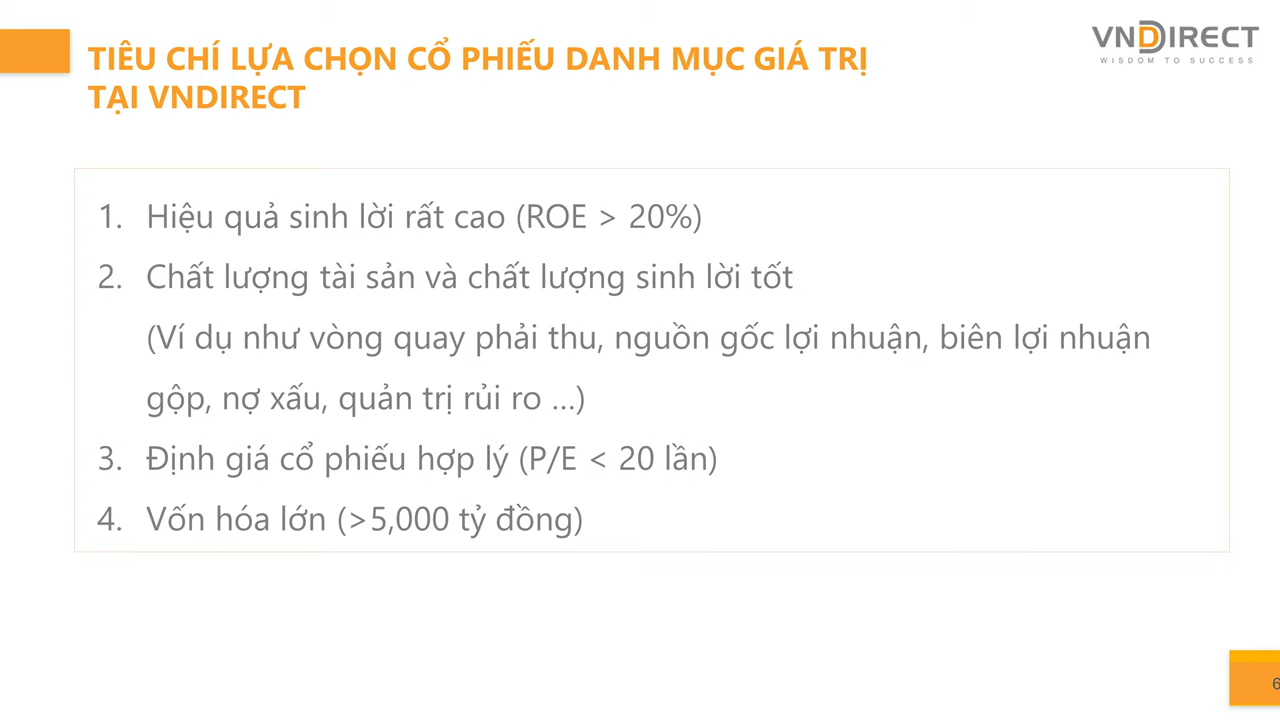 TIÊU CHÍ LỰA CHỌN CỔ PHIẾU DANH MỤC GIÁ TRỊ
TẠI VNDIRECT
VNDIRECT
WISDOM TO SUCCESS
1. Hiệu quả sinh lời rất cao (ROE > 20%)
2. Chất lượng tài sản và chất lượng sinh lời tốt
(Ví dụ như vòng quay phải thu, nguồn gốc lợi nhuận, biên lợi nhuận
gộp, nợ xấu, quản trị rủi ro ...)
3. Định giá cổ phiếu hợp lý (P/E < 20 lần)
4. Vốn hóa lớn (>5,000 tỷ đồng)
6